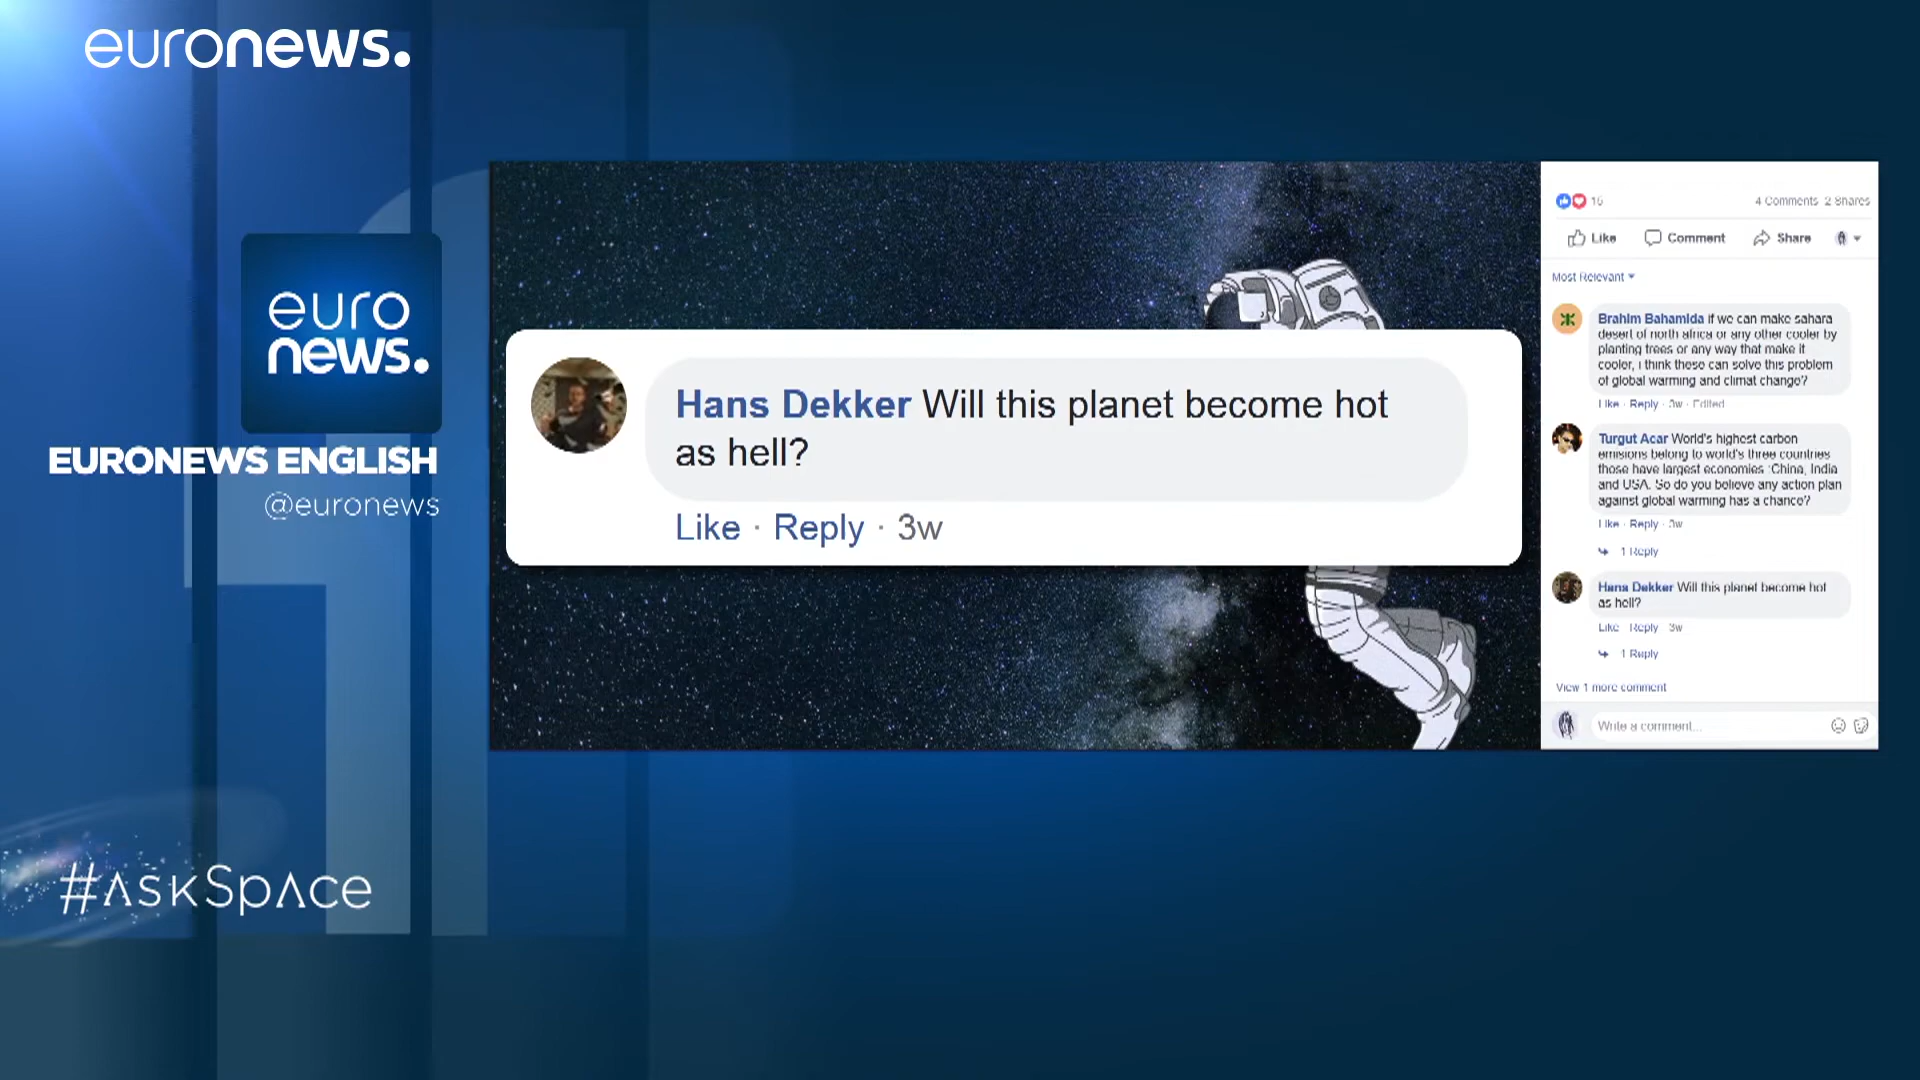 euronews.
euro
news.
EURONEWS ENGLISH
@euronews
#AskSpAce
Hans Dekker Will this planet become hot
as hell?
Like · Reply · 3w
16
4 Comments 2 Shares
Like Comment Share
Most Relevant
Brahim Bahamida if we can make sahara
desert of north africa or any other cooler by
planting trees or any way that make it
cooler, i think these can solve this problem
of global warming and climat change?
Like · Reply · 3w · Edited
Turgut Acar World's highest carbon
emisions belong to world's three countries
those have largest economies :China, India
and USA. So do you believe any action plan
against global warming has a chance?
Like · Reply · 3w
1 Reply
Hans Dekker Will this planet become hot
as hell?
Like · Reply · 3w
1 Reply
View 1 more comment
Write a comment...